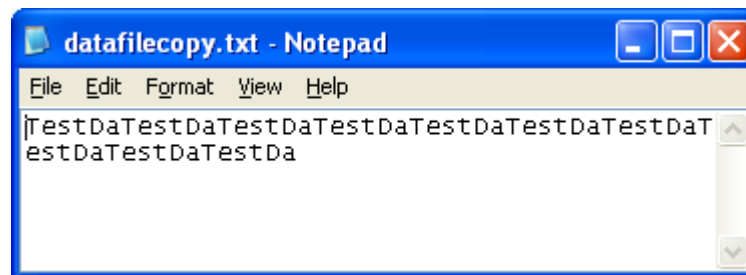 datafilecopy.txt - Notepad
File Edit Format View Help
TestDaTestDaTestDaTestDaTestDaTestDaTestDaT
estDaTestDaTestDa